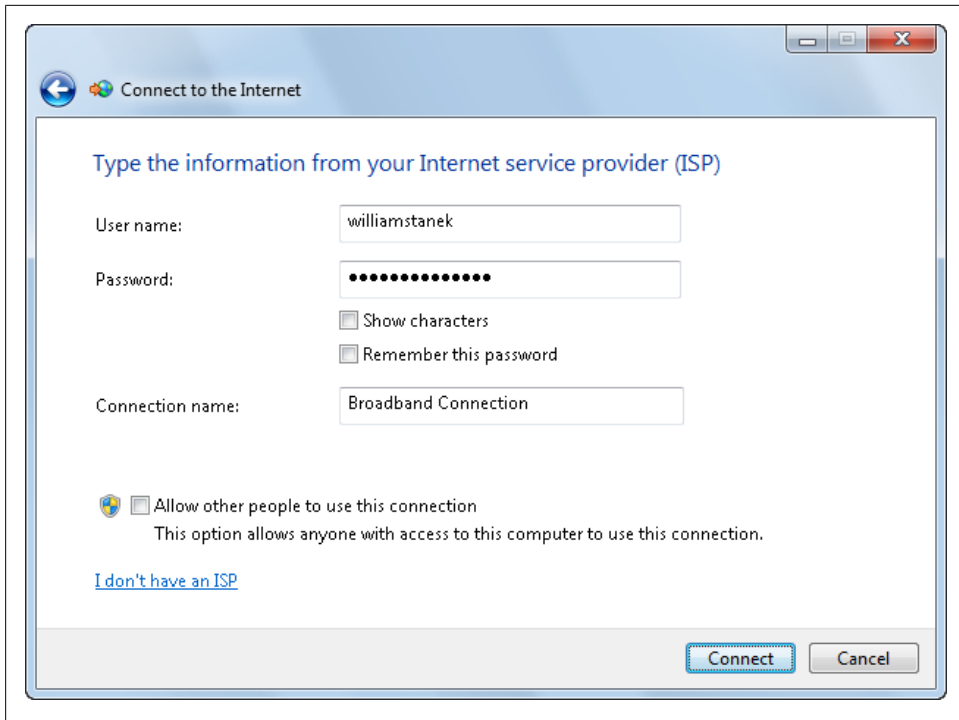 Connect to the Internet
Type the information from your Internet service provider (ISP)
User name: williamstanek
Password: ••••••••••••••
Show characters
Remember this password
Connection name: Broadband Connection
Allow other people to use this connection
This option allows anyone with access to this computer to use this connection.
I don't have an ISP
Connect Cancel